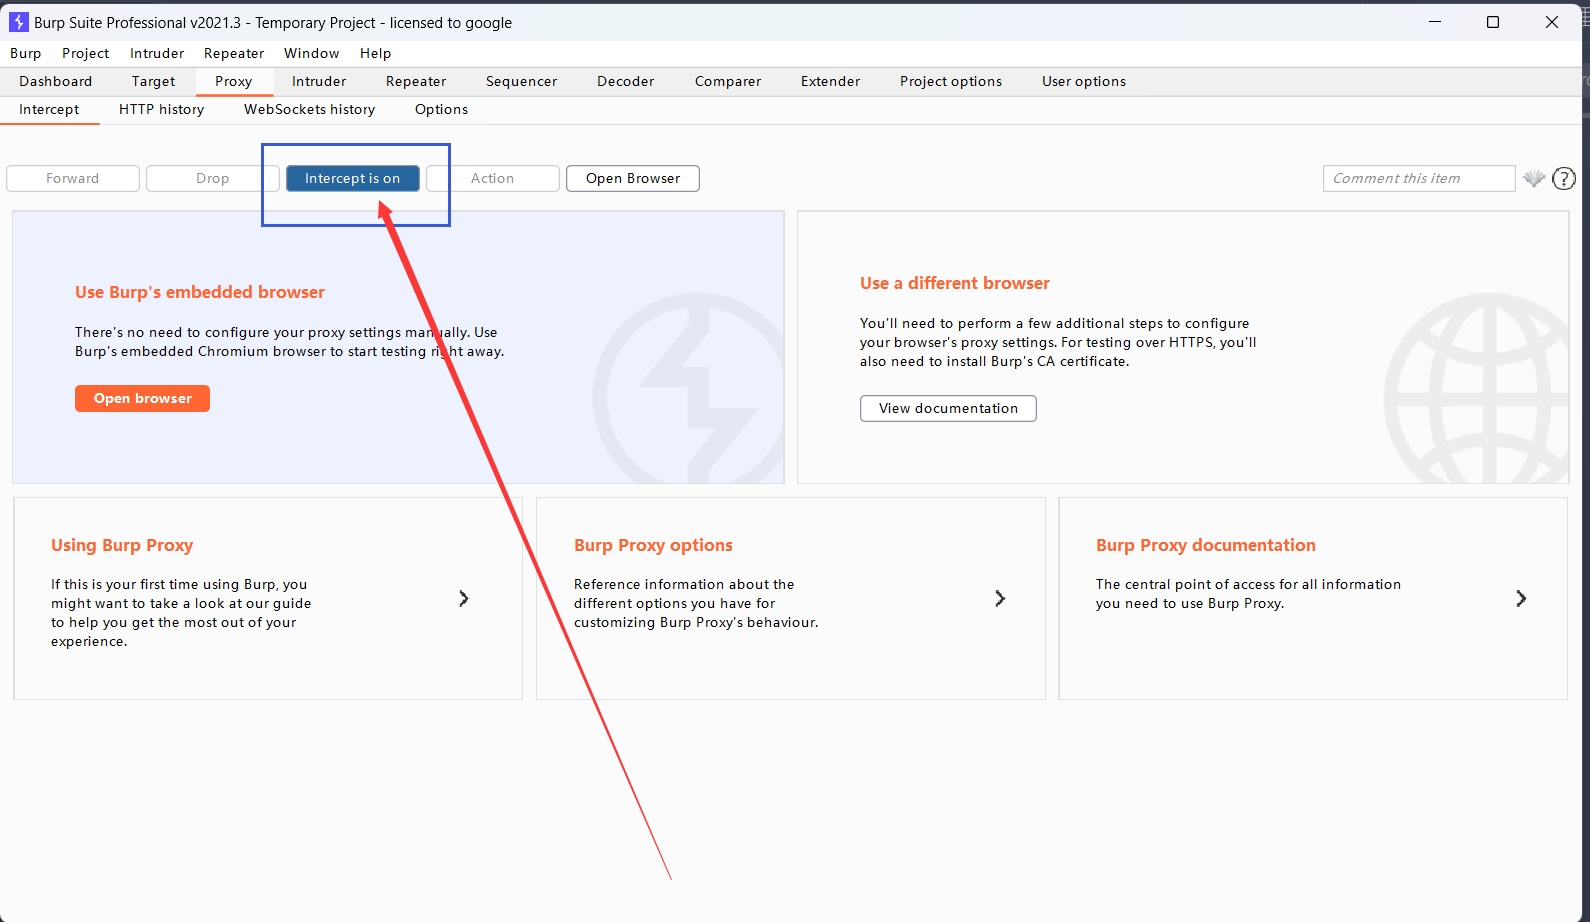 Burp Suite Professional v2021.3 - Temporary Project - licensed to google
Burp Project Intruder Repeater Window Help
Dashboard Target Proxy Intruder Repeater Sequencer Decoder Comparer Extender Project options User options
Intercept HTTP history WebSockets history Options
Forward Drop Intercept is on Action Open Browser Comment this item ?
Use Burp's embedded browser
There's no need to configure your proxy settings manually. Use
Burp's embedded Chromium browser to start testing right away.
Open browser
Use a different browser
You'll need to perform a few additional steps to configure
your browser's proxy settings. For testing over HTTPS, you'll
also need to install Burp's CA certificate.
View documentation
Using Burp Proxy
If this is your first time using Burp, you
might want to take a look at our guide
to help you get the most out of your
experience.
Burp Proxy options
Reference information about the
different options you have for
customizing Burp Proxy's behaviour.
Burp Proxy documentation
The central point of access for all information
you need to use Burp Proxy.